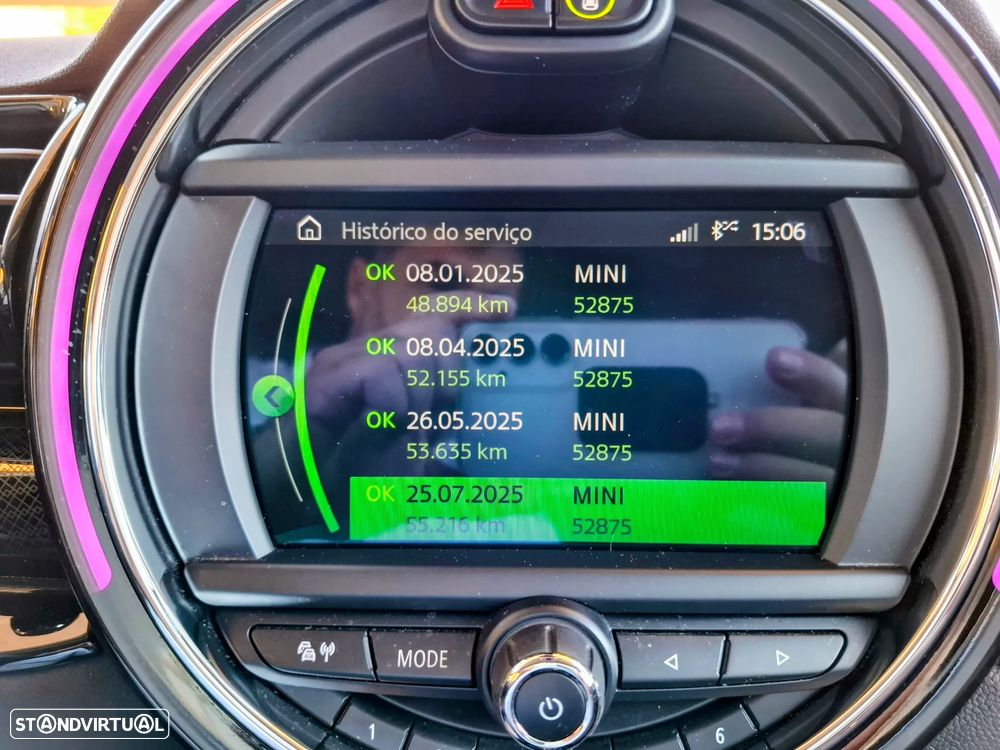 Histórico do serviço 15:06
OK 08.01.2025 MINI
48.894 km 52875
OK 08.04.2025 MINI
52.155 km 52875
OK 26.05.2025 MINI
53.635 km 52875
OK 25.07.2025 MINI
55.216 km 52875
MODE
1 6
STANDVIRTUAL